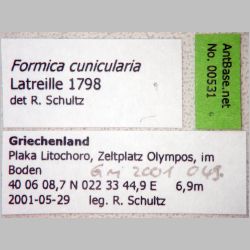 Formica cunicularia
Latreille 1798
det R. Schultz
AntBase.net
No. 00531
Griechenland
Plaka Litochoro, Zeltplatz Olympos, im
Boden
GM 2001 049.
40 06 08,7 N 022 33 44,9 E 6,9m
2001-05-29 leg. R. Schultz